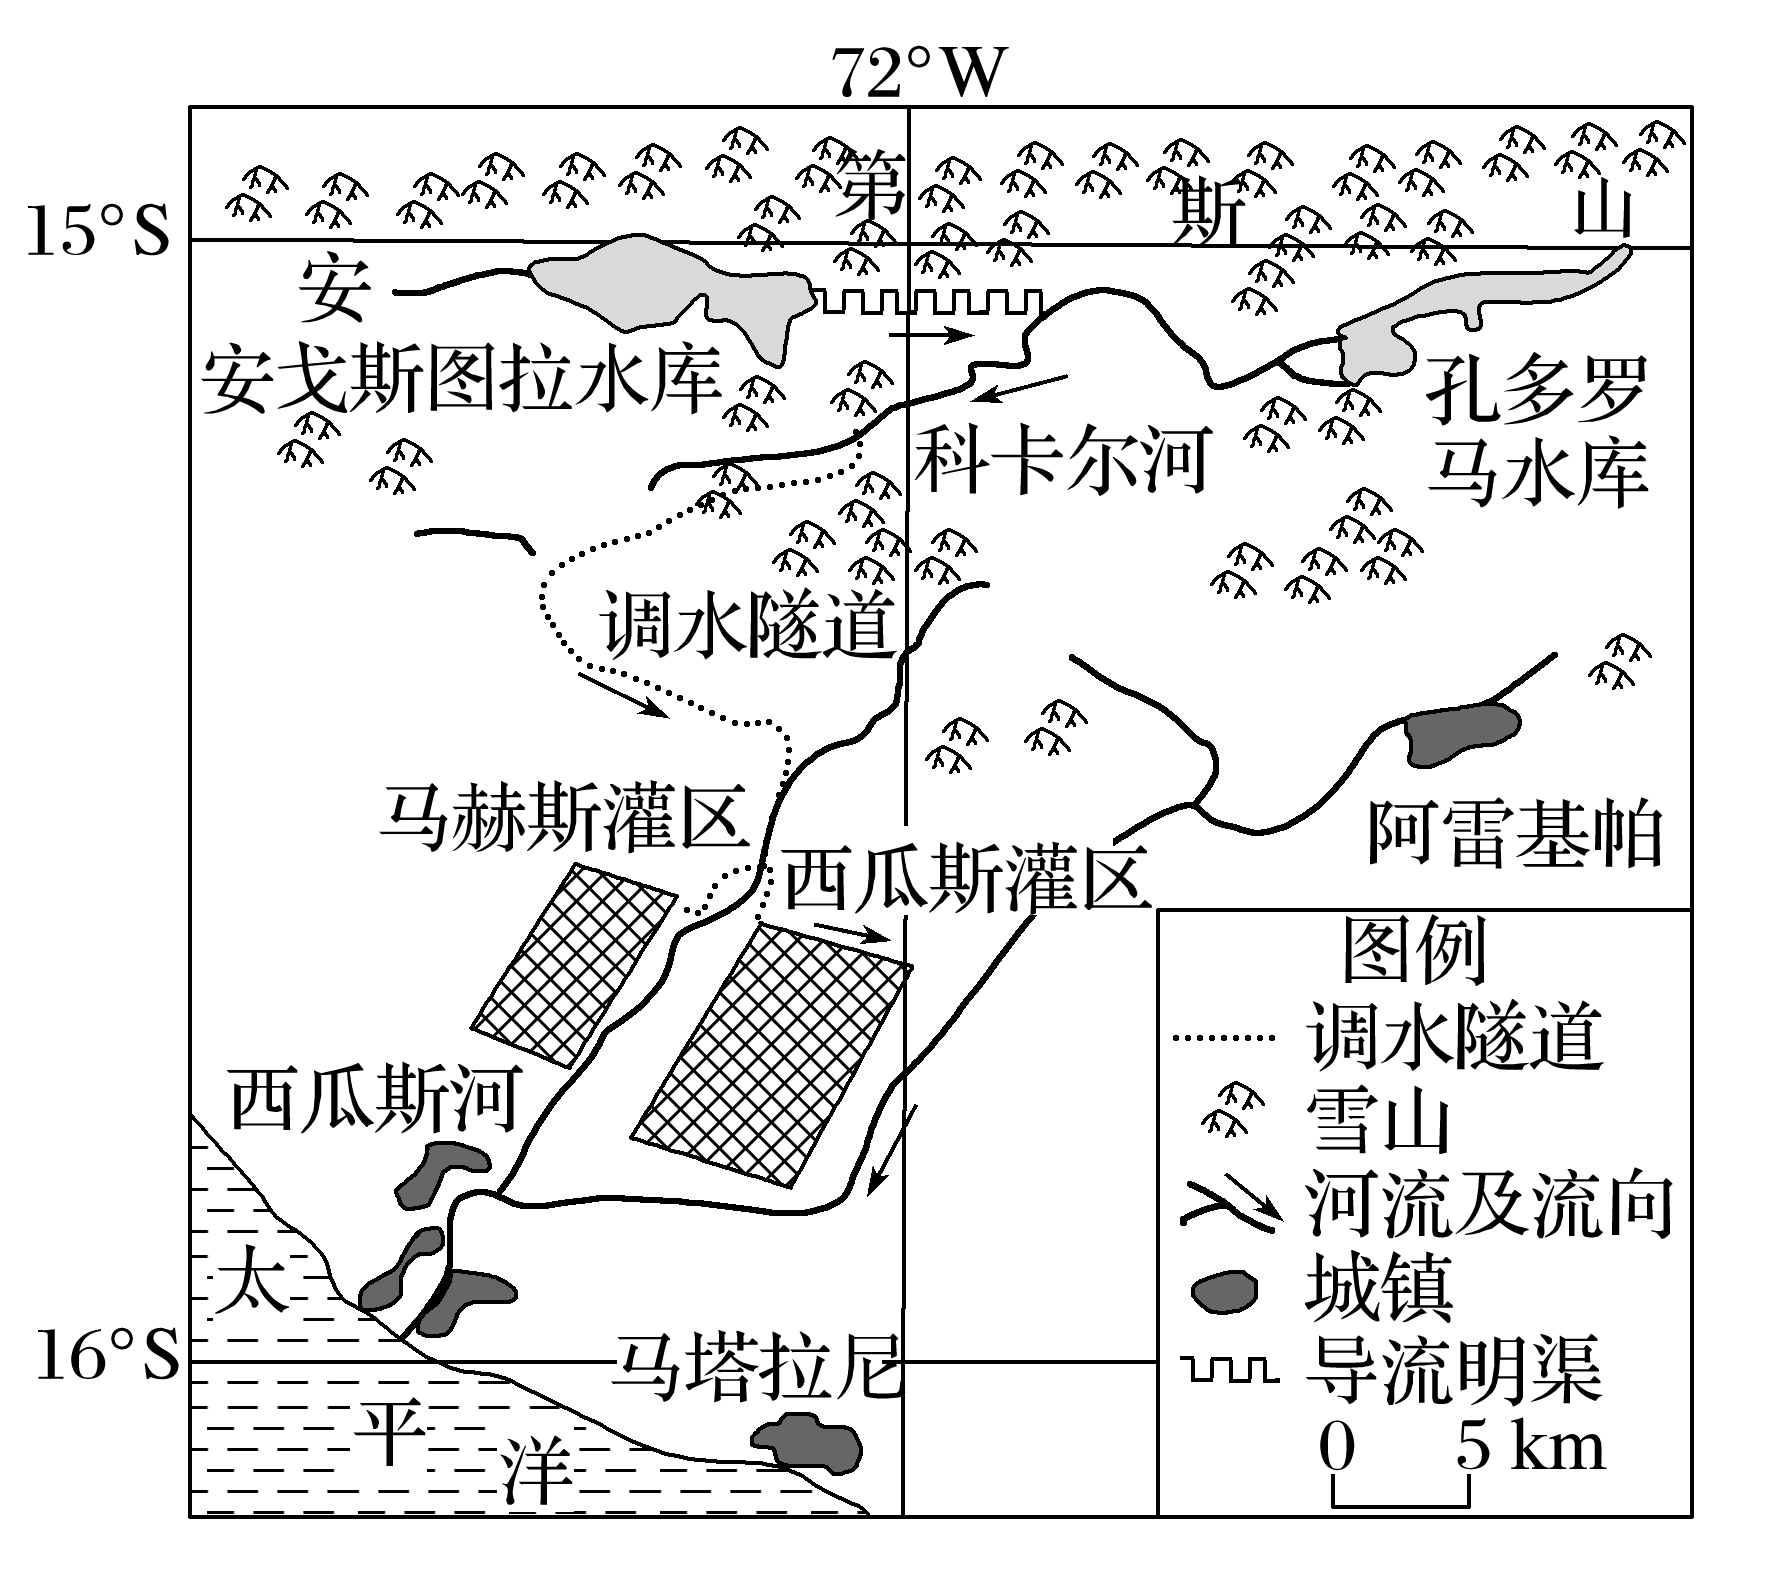 72°W
第
斯
山
15°S
安
安戈斯图拉水库
孔多罗
马水库
科卡尔河
调水隧道
马赫斯灌区
西瓜斯灌区
阿雷基帕
图例
调水隧道
雪山
河流及流向
城镇
导流明渠
0 5 km
西瓜斯河
太
16°S
马塔拉尼
平
洋